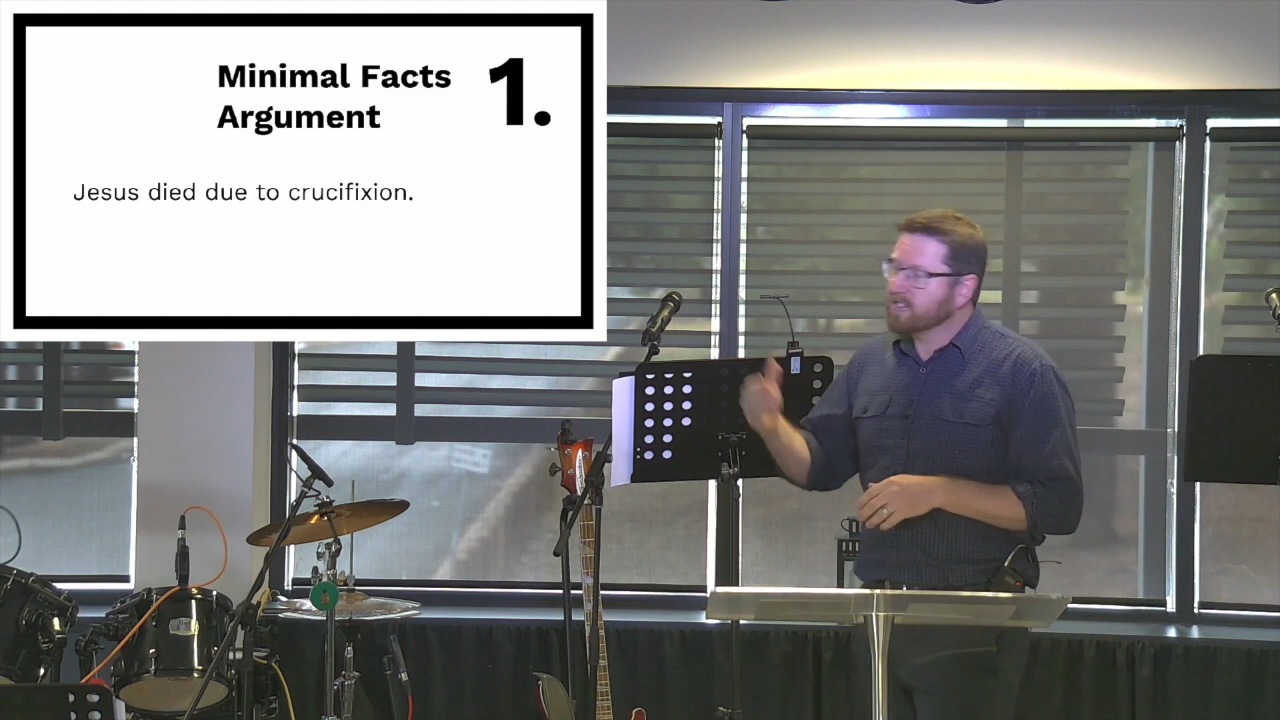 Minimal Facts
Argument
1.
Jesus died due to crucifixion.